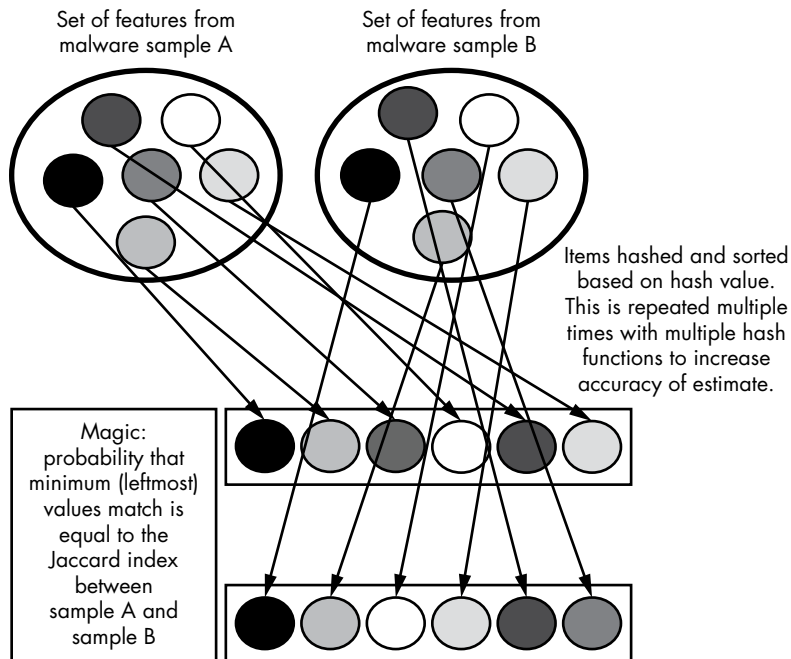 Set of features from
malware sample A
Set of features from
malware sample B
Items hashed and sorted
based on hash value.
This is repeated multiple
times with multiple hash
functions to increase
accuracy of estimate.
Magic:
probability that
minimum (leftmost)
values match is
equal to the
Jaccard index
between
sample A and
sample B